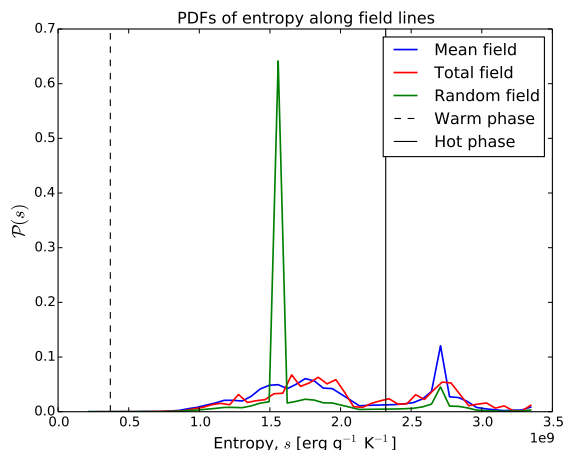 PDFs of entropy along field lines
0.7
0.6
0.5
0.4
0.3
0.2
0.1
0.0
𝒫(s)
Mean field
Total field
Random field
Warm phase
Hot phase
0.0 0.5 1.0 1.5 2.0 2.5 3.0 3.5
1e9
Entropy, s [erg g⁻¹ K⁻¹]